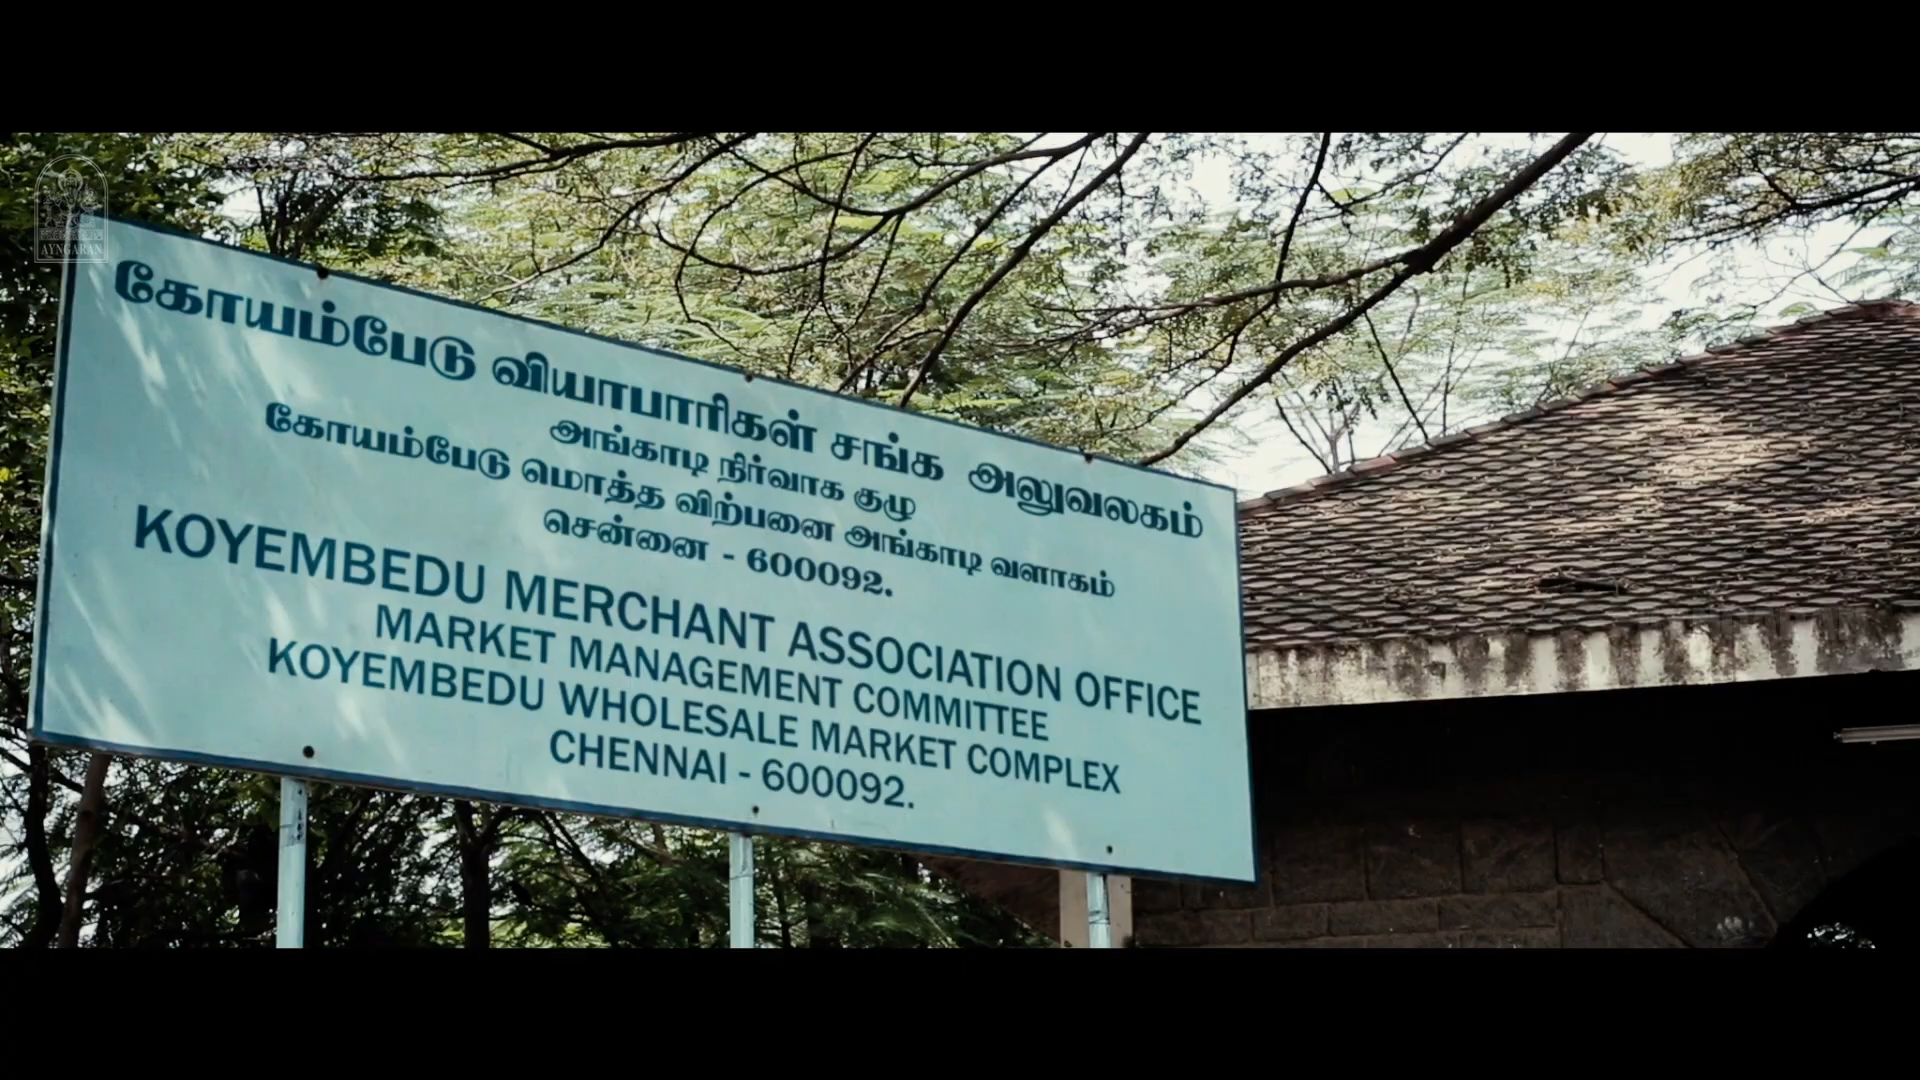 AYNGARAN
கோயம்பேடு வியாபாரிகள் சங்க அலுவலகம்
அங்காடி நிர்வாக குழு
கோயம்பேடு மொத்த விற்பனை அங்காடி வளாகம்
சென்னை - 600092.
KOYEMBEDU MERCHANT ASSOCIATION OFFICE
MARKET MANAGEMENT COMMITTEE
KOYEMBEDU WHOLESALE MARKET COMPLEX
CHENNAI - 600092.